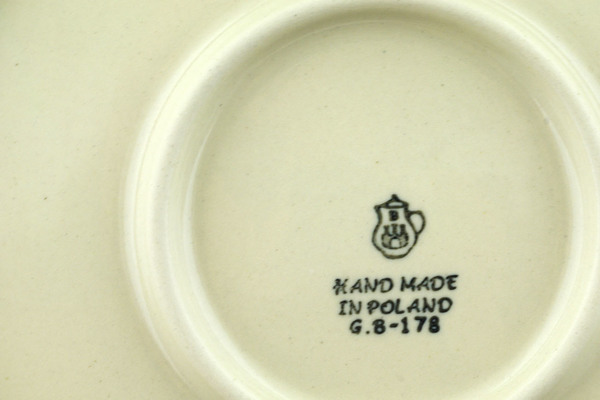 B
HAND MADE
IN POLAND
G.B-178